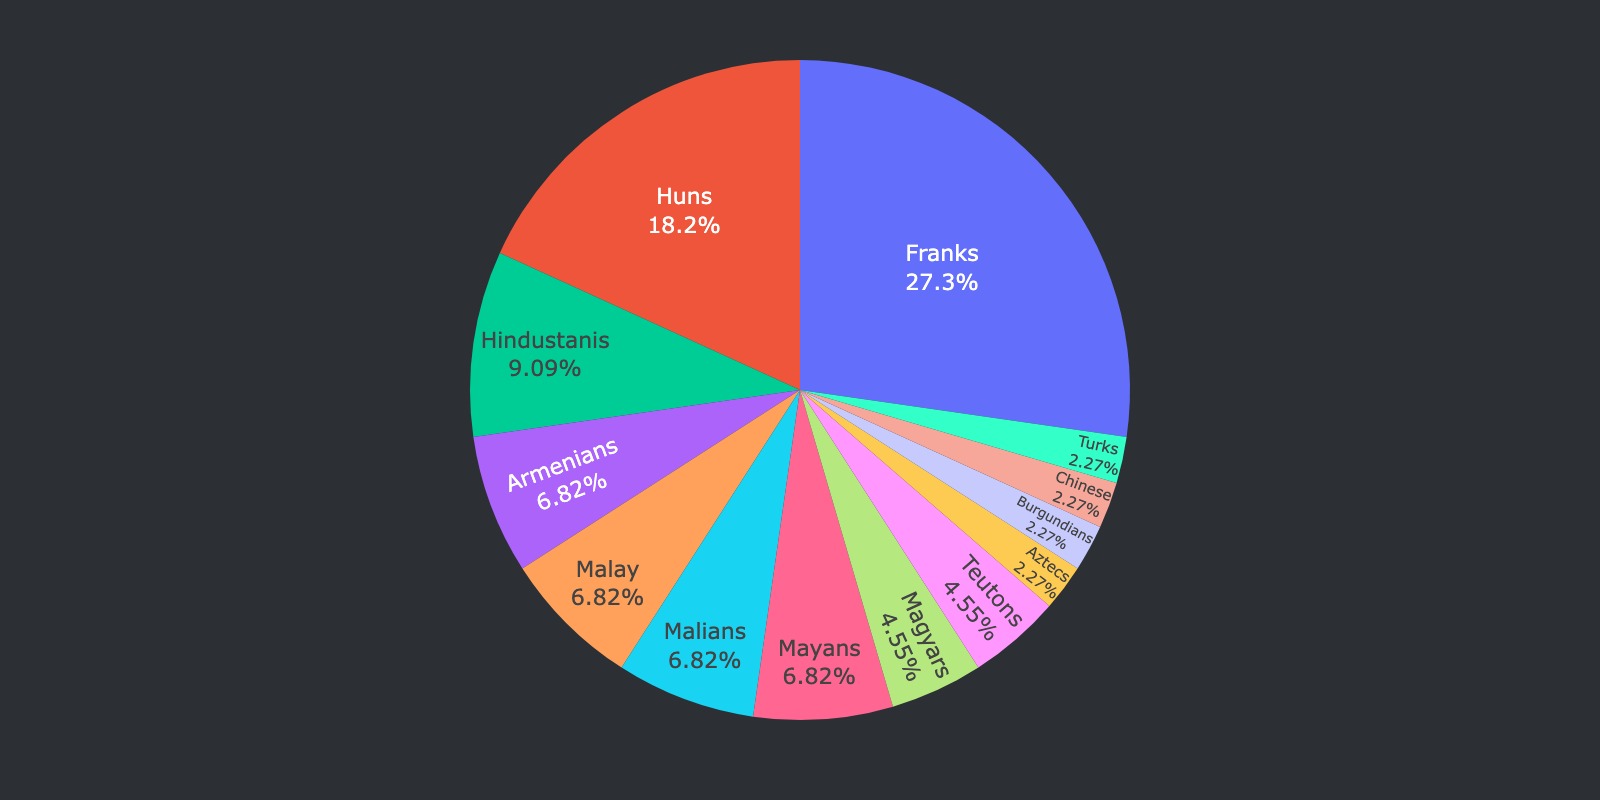 Huns
18.2%
Franks
27.3%
Hindustanis
9.09%
Armenians
6.82%
Malay
6.82%
Malians
6.82%
Mayans
6.82%
Magyars
4.55%
Teutons
4.55%
Aztecs
2.27%
Burgundians
2.27%
Chinese
2.27%
Turks
2.27%